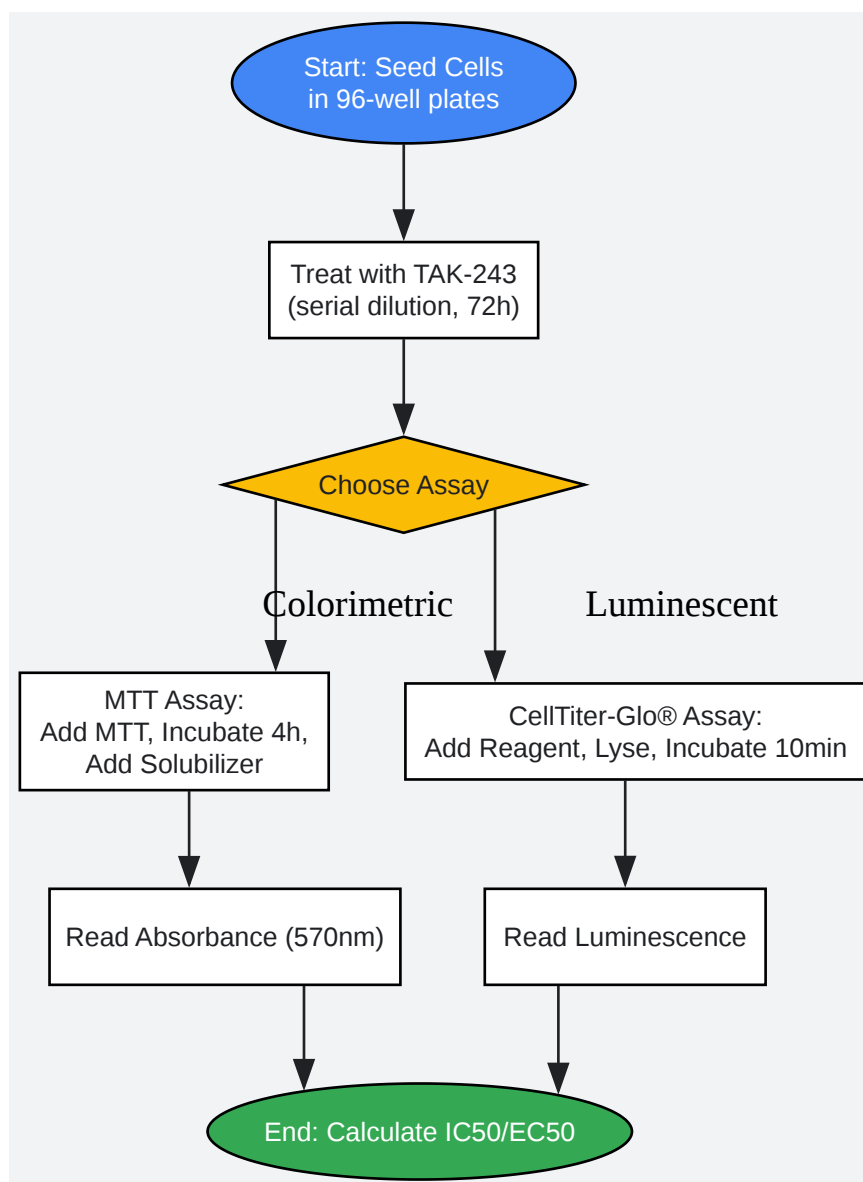 Start: Seed Cells
in 96-well plates
Treat with TAK-243
(serial dilution, 72h)
Choose Assay
Colorimetric
Luminescent
MTT Assay:
Add MTT, Incubate 4h,
Add Solubilizer
CellTiter-Glo® Assay:
Add Reagent, Lyse, Incubate 10min
Read Absorbance (570nm)
Read Luminescence
End: Calculate IC50/EC50